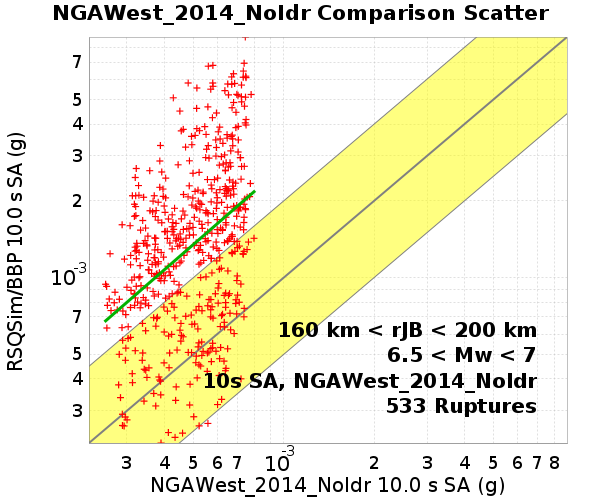 NGAWest_2014_NoIdr Comparison Scatter
RSQSim/BBP 10.0 s SA (g)
7
5
4
3
2
10-3
7
5
4
3
160 km < rJB < 200 km
6.5 < Mw < 7
10s SA, NGAWest_2014_NoIdr
533 Ruptures
3 4 5 6 7 10-3 2 3 4 5 6 7 8
NGAWest_2014_NoIdr 10.0 s SA (g)